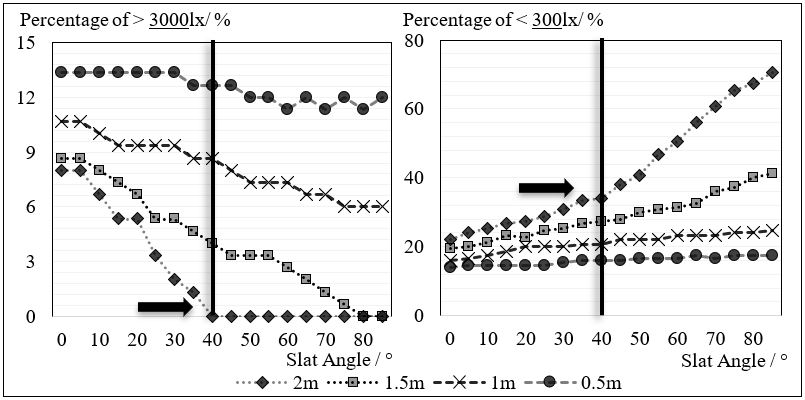 Percentage of > 3000lx/ %
15
12
9
6
3
0
0 10 20 30 40 50 60 70 80
Slat Angle / °
Percentage of < 300lx/ %
80
60
40
20
0
0 10 20 30 40 50 60 70 80
Slat Angle / °
2m 1.5m 1m 0.5m